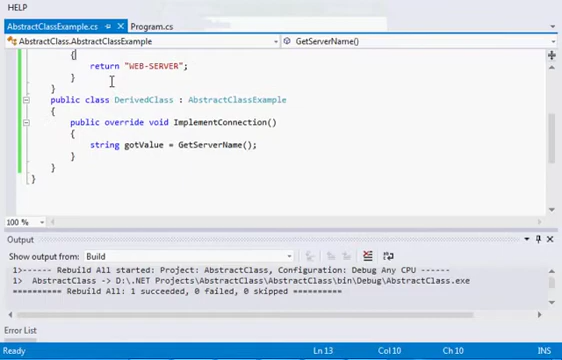 HELP
AbstractClassExample.cs Program.cs
AbstractClass.AbstractClassExample GetServerName()
{
return "WEB-SERVER";
}
}
public class DerivedClass : AbstractClassExample
{
public override void ImplementConnection()
{
string gotValue = GetServerName();
}
}
}
100 %
Output
Show output from: Build
1>------ Rebuild All started: Project: AbstractClass, Configuration: Debug Any CPU ------
1> AbstractClass -> D:\.NET Projects\AbstractClass\AbstractClass\bin\Debug\AbstractClass.exe
========== Rebuild All: 1 succeeded, 0 failed, 0 skipped ==========
Error List
Ready Ln 13 Col 10 Ch 10 INS